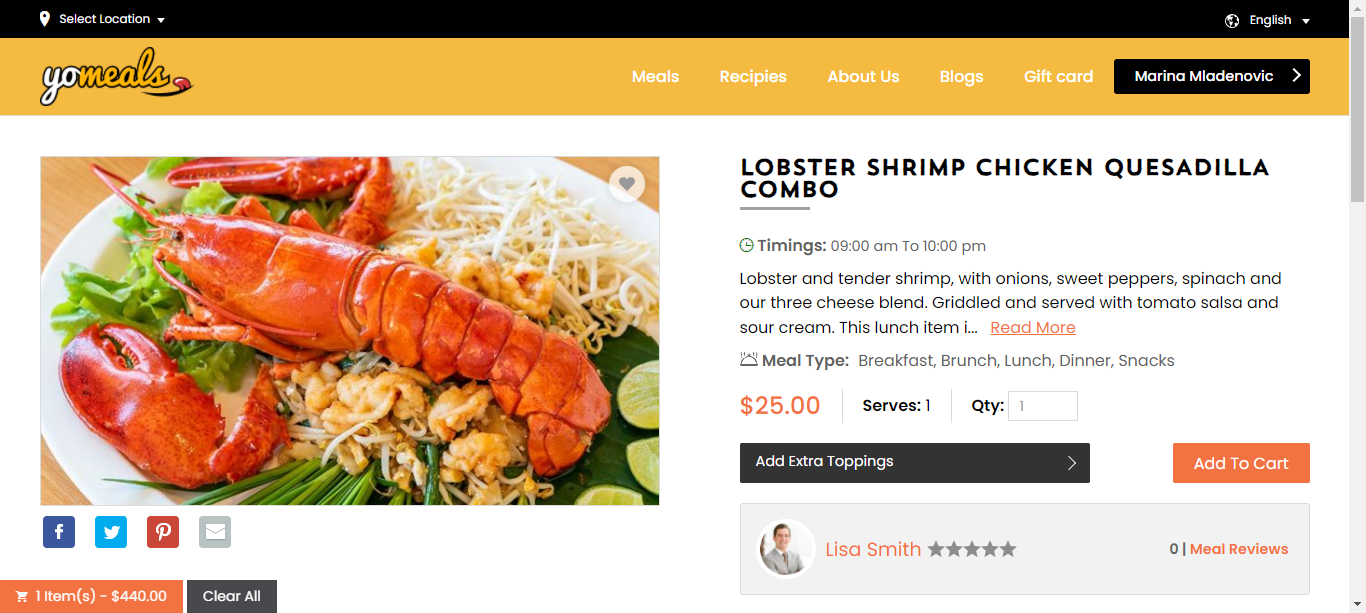 Select Location
English
yomeals
Meals
Recipies
About Us
Blogs
Gift card
Marina Mladenovic
LOBSTER SHRIMP CHICKEN QUESADILLA
COMBO
Timings: 09:00 am To 10:00 pm
Lobster and tender shrimp, with onions, sweet peppers, spinach and
our three cheese blend. Griddled and served with tomato salsa and
sour cream. This lunch item i... Read More
Meal Type: Breakfast, Brunch, Lunch, Dinner, Snacks
$25.00
Serves: 1
Qty: 1
Add Extra Toppings
Add To Cart
Lisa Smith
0 | Meal Reviews
1 Item(s) - $440.00
Clear All